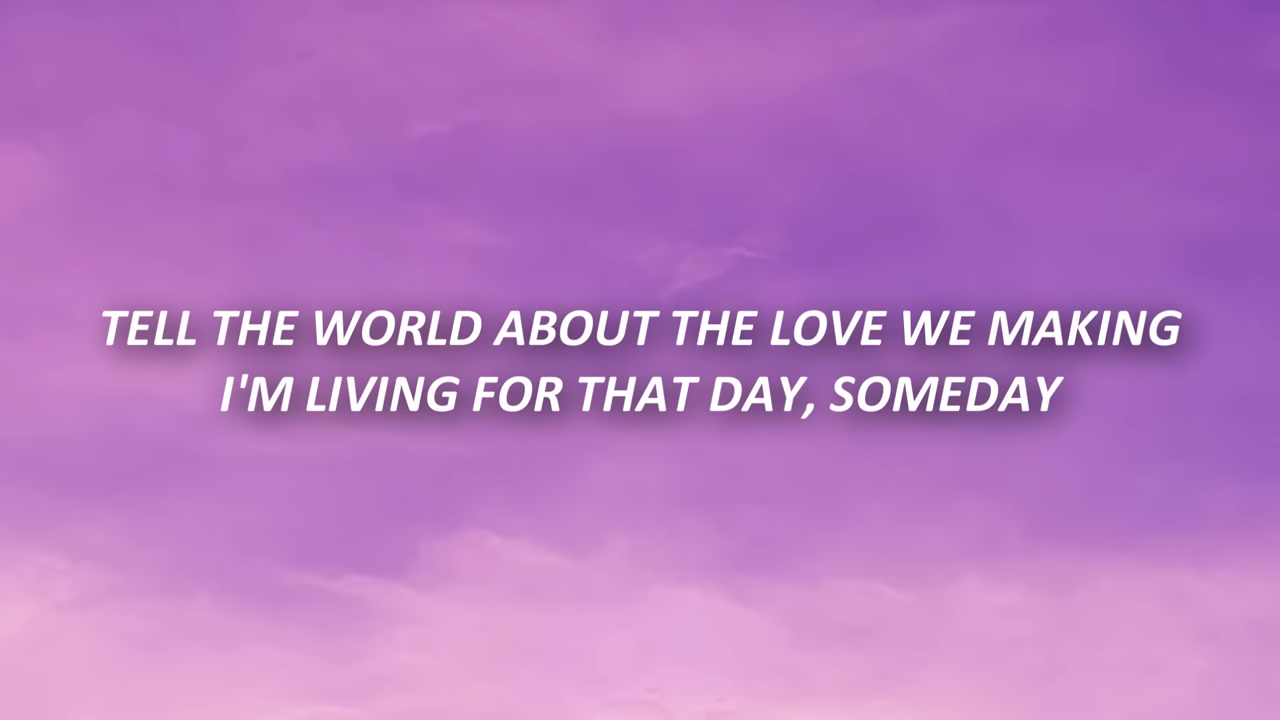 TELL THE WORLD ABOUT THE LOVE WE MAKING
I'M LIVING FOR THAT DAY, SOMEDAY